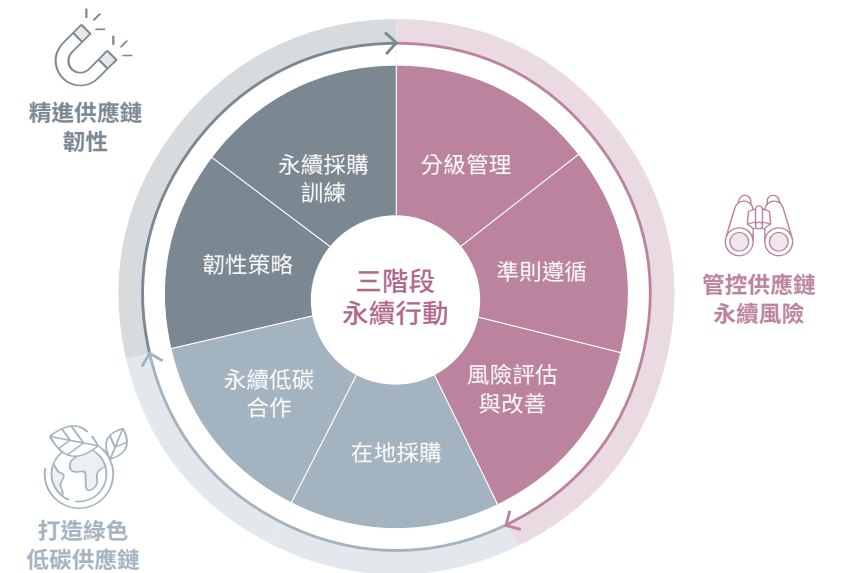 精進供應鏈
韌性
永續採購
訓練
分級管理
韌性策略
準則遵循
三階段
永續行動
管控供應鏈
永續風險
永續低碳
合作
風險評估
與改善
在地採購
打造綠色
低碳供應鏈